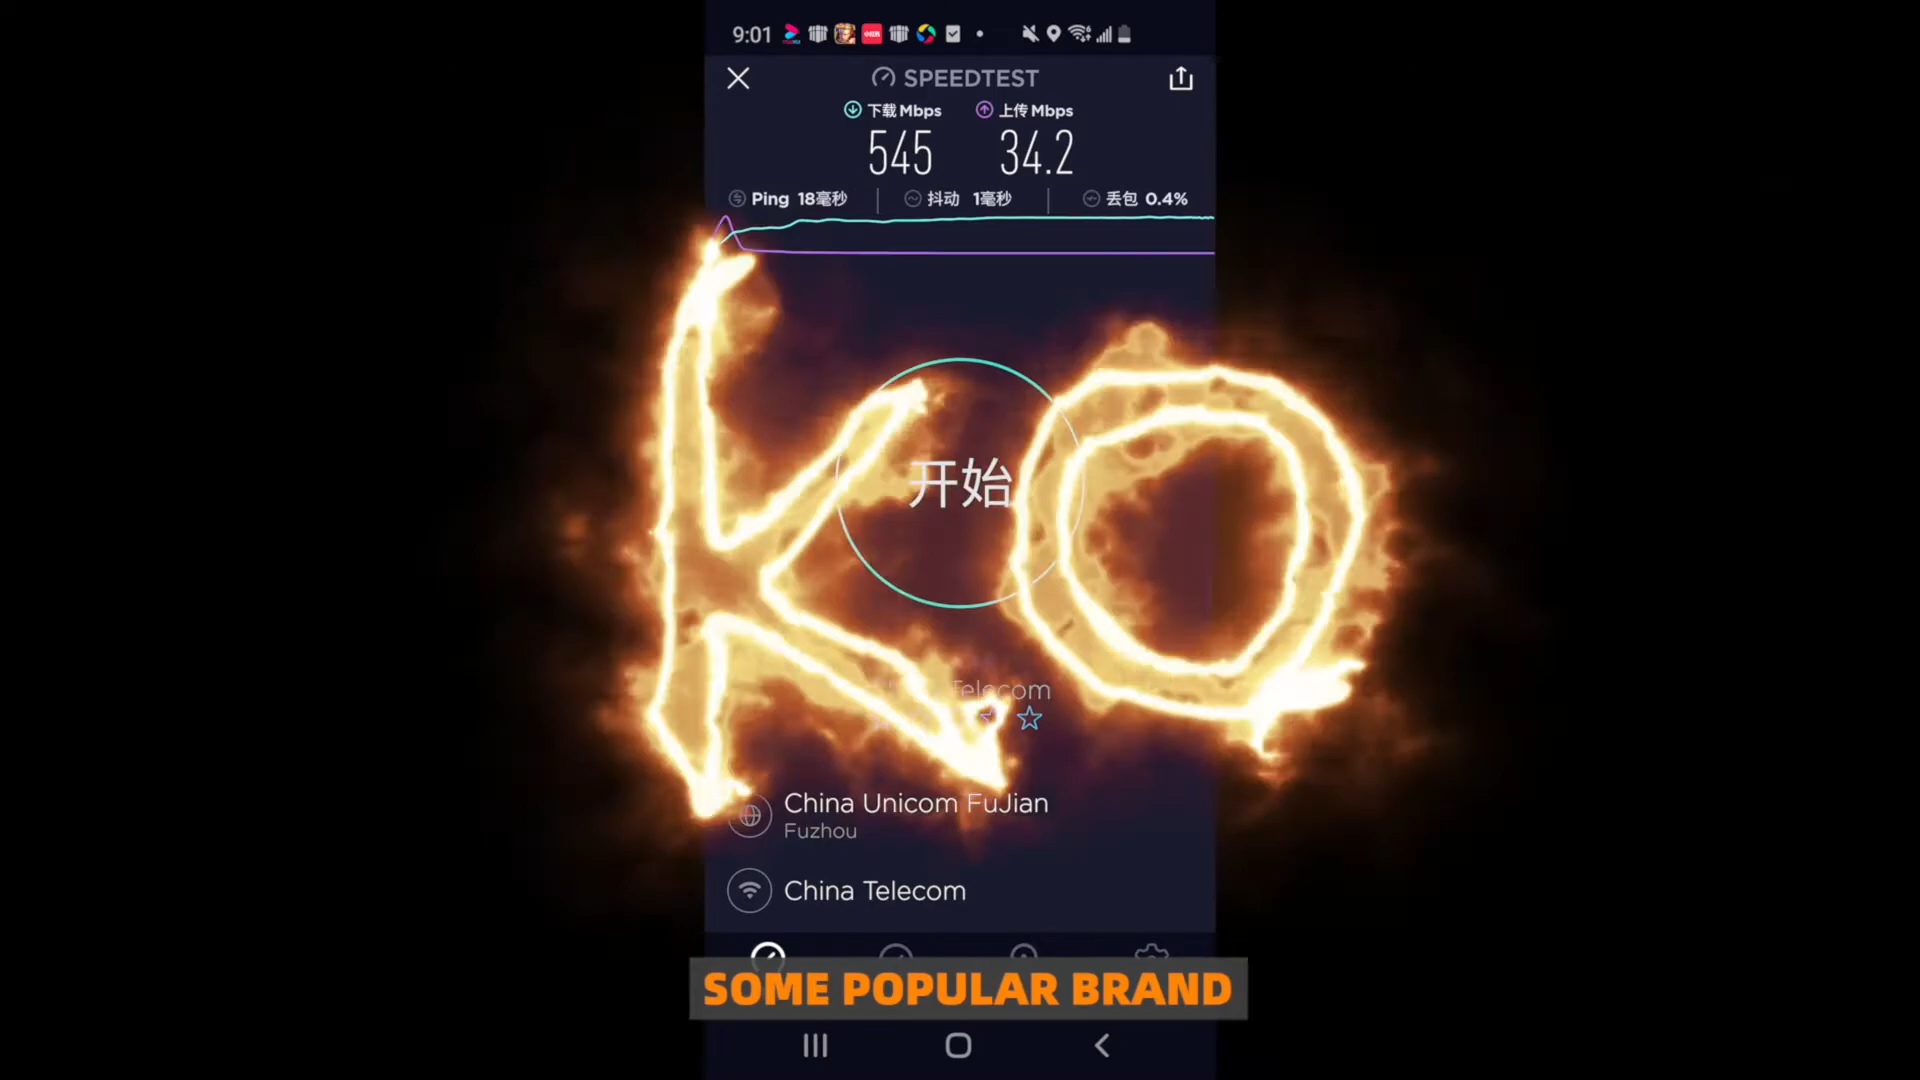 9:01
SPEEDTEST
下载 Mbps 上传 Mbps
545 34.2
Ping 18毫秒 抖动 1毫秒 丢包 0.4%
KO
开始
Telecom
China Unicom FuJian
Fuzhou
China Telecom
SOME POPULAR BRAND